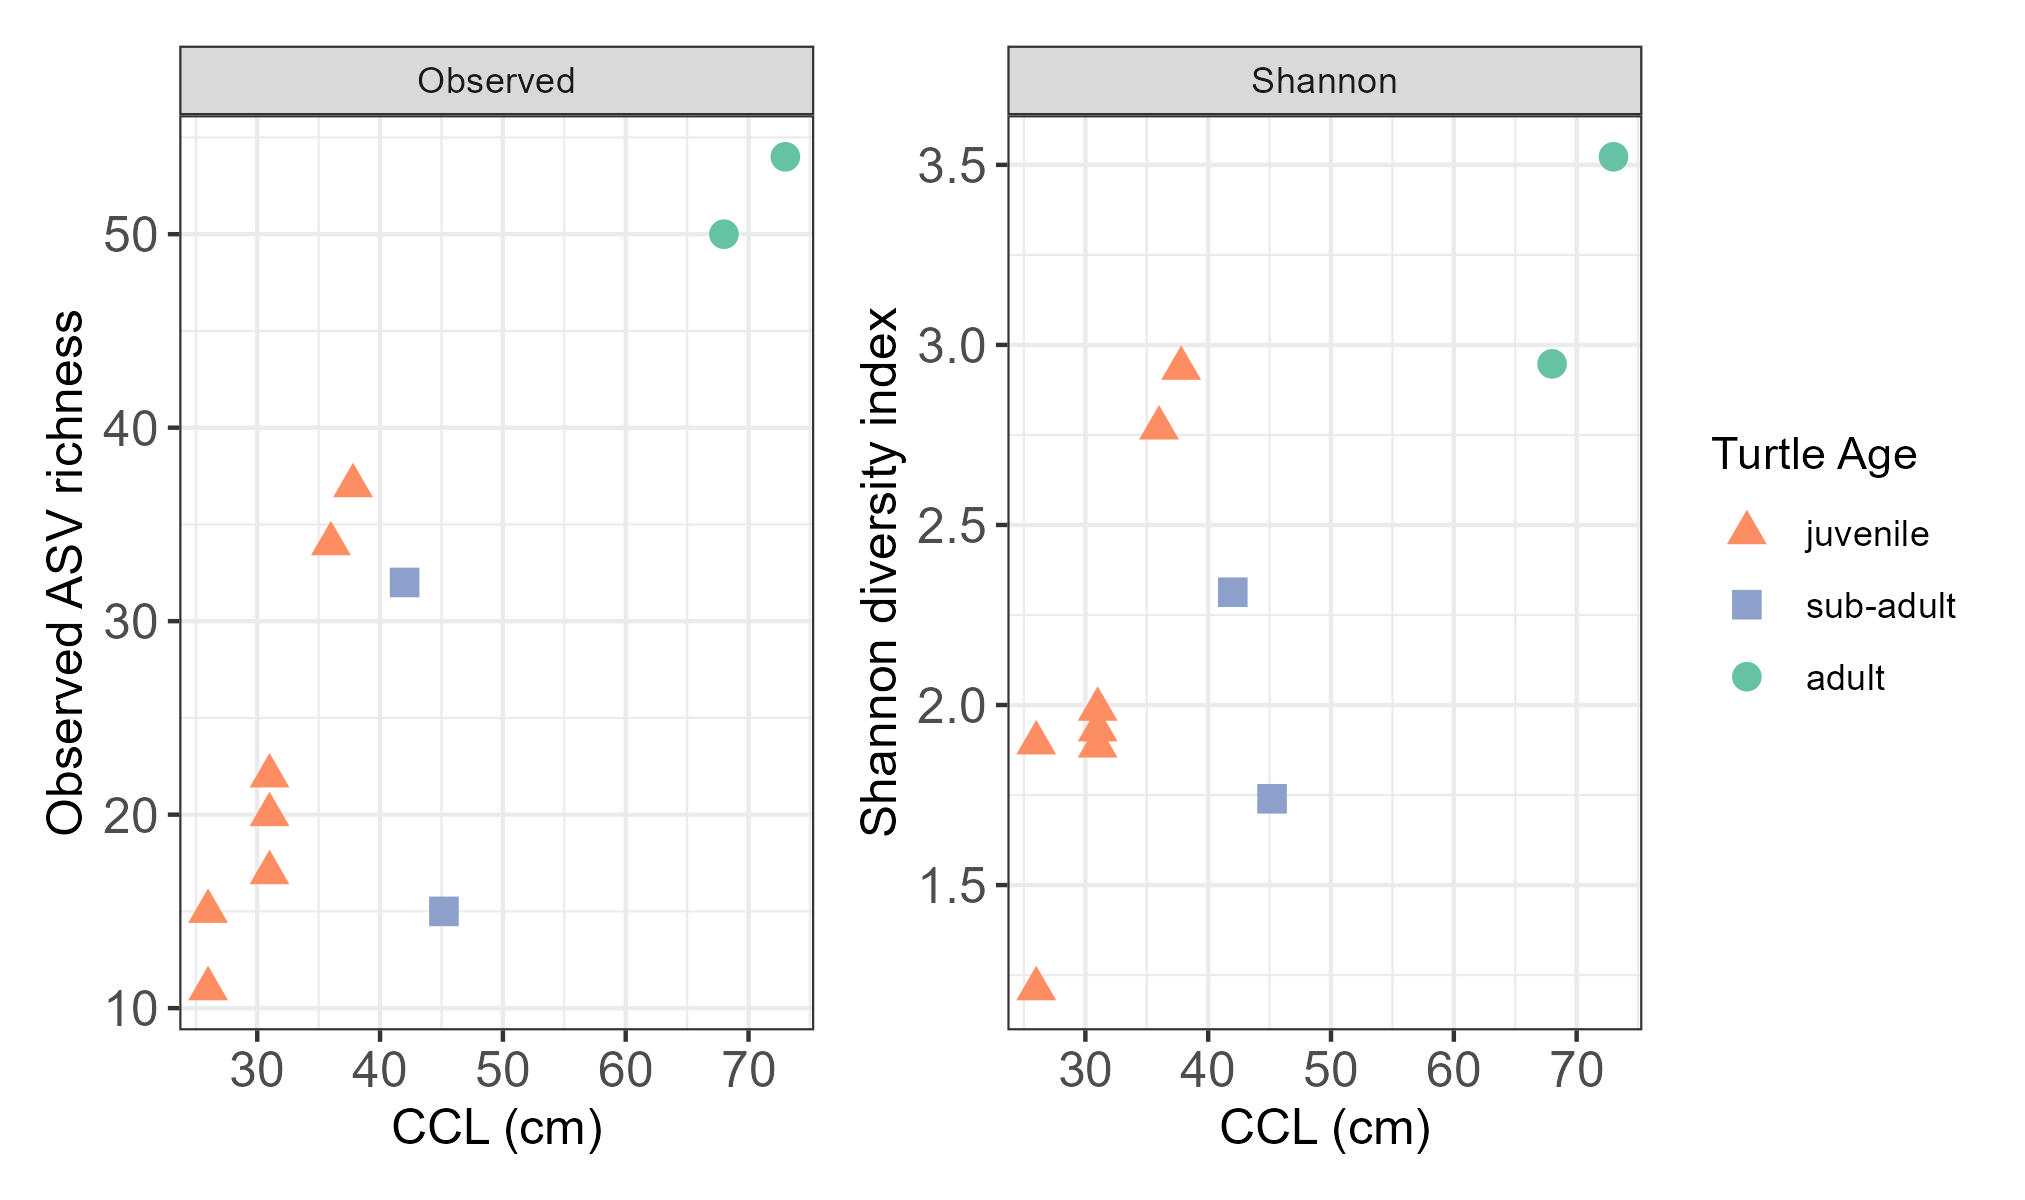 Observed
Shannon
Observed ASV richness
50
40
30
20
10
30 40 50 60 70
CCL (cm)
Shannon diversity index
3.5
3.0
2.5
2.0
1.5
30 40 50 60 70
CCL (cm)
Turtle Age
juvenile
sub-adult
adult